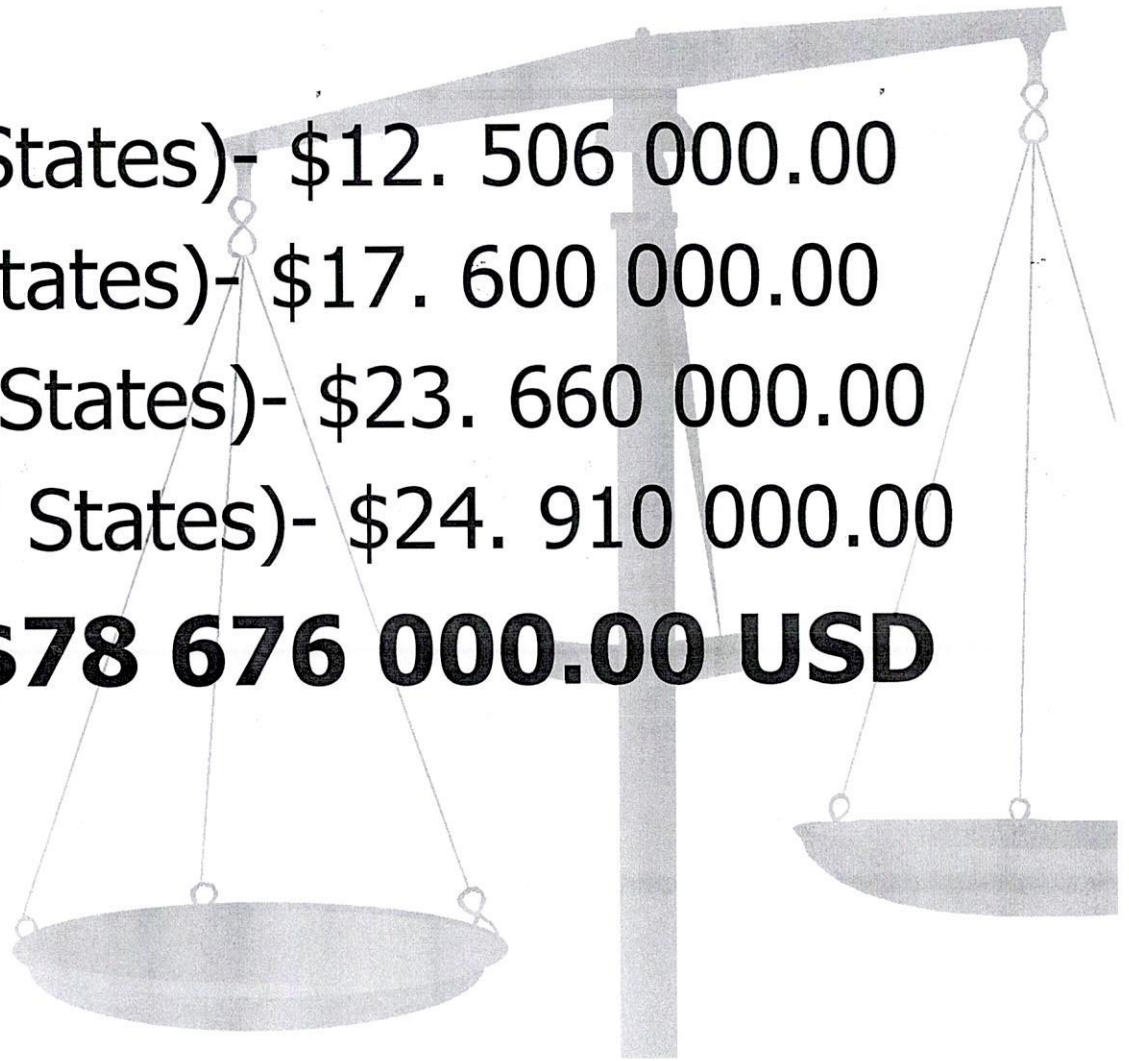 States)- $12. 506 000.00
tates)- $17. 600 000.00
States)- $23. 660 000.00
States)- $24. 910 000.00
$78 676 000.00 USD